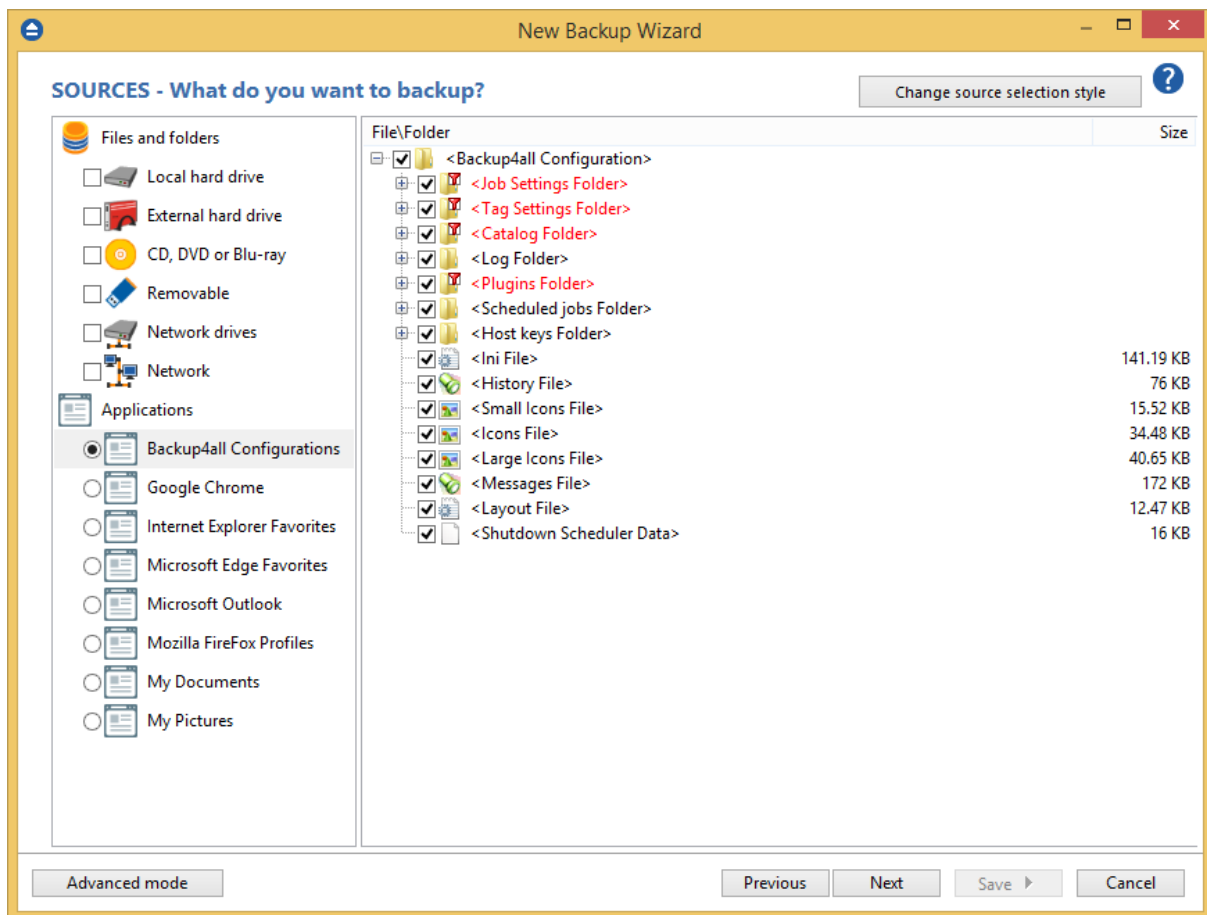 New Backup Wizard
SOURCES - What do you want to backup?
Change source selection style
?
Files and folders
Local hard drive
External hard drive
CD, DVD or Blu-ray
Removable
Network drives
Network
Applications
Backup4all Configurations
Google Chrome
Internet Explorer Favorites
Microsoft Edge Favorites
Microsoft Outlook
Mozilla FireFox Profiles
My Documents
My Pictures
File\Folder Size
<Backup4all Configuration>
<Job Settings Folder>
<Tag Settings Folder>
<Catalog Folder>
<Log Folder>
<Plugins Folder>
<Scheduled jobs Folder>
<Host keys Folder>
<Ini File> 141.19 KB
<History File> 76 KB
<Small Icons File> 15.52 KB
<Icons File> 34.48 KB
<Large Icons File> 40.65 KB
<Messages File> 172 KB
<Layout File> 12.47 KB
<Shutdown Scheduler Data> 16 KB
Advanced mode
Previous
Next
Save
Cancel